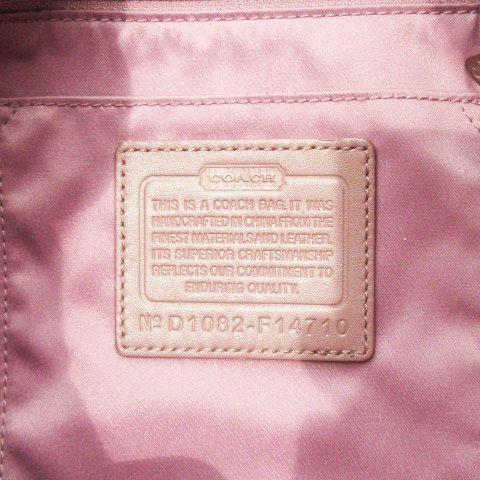 COACH
THIS IS A COACH BAG. IT WAS
HANDCRAFTED IN CHINA FROM THE
FINEST MATERIALS AND LEATHER.
ITS SUPERIOR CRAFTSMANSHIP
REFLECTS OUR COMMITMENT TO
ENDURING QUALITY.
Nº D1082-F14710